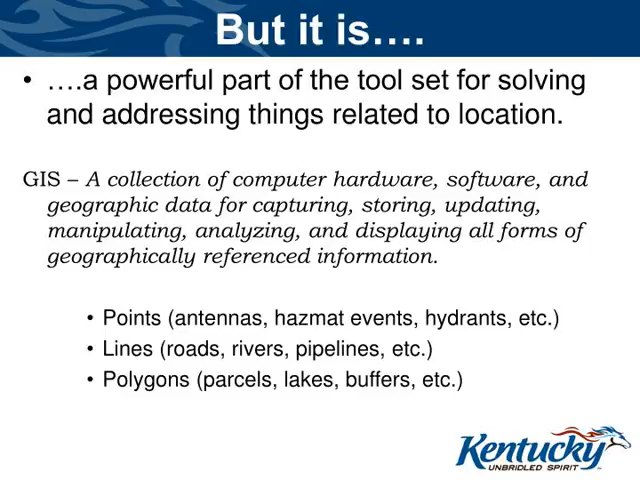 But it is….
• ….a powerful part of the tool set for solving
and addressing things related to location.
GIS – A collection of computer hardware, software, and
geographic data for capturing, storing, updating,
manipulating, analyzing, and displaying all forms of
geographically referenced information.
• Points (antennas, hazmat events, hydrants, etc.)
• Lines (roads, rivers, pipelines, etc.)
• Polygons (parcels, lakes, buffers, etc.)
Kentucky
UNBRIDLED SPIRIT